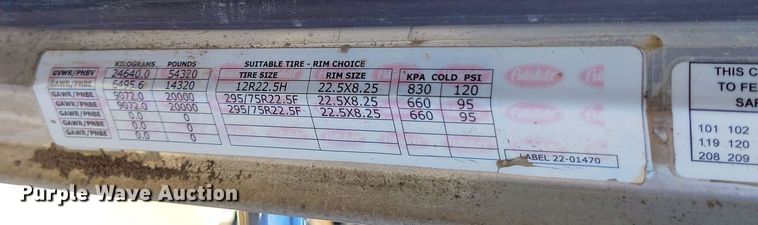 KILOGRAMS POUNDS SUITABLE TIRE - RIM CHOICE
GVWR/PNBV 24640.0 54320 TIRE SIZE RIM SIZE KPA COLD PSI
GAWR/PNBE 6495.6 14320 12R22.5H 22.5X8.25 830 120
GAWR/PNBE 9072.0 20000 295/75R22.5F 22.5X8.25 660 95
GAWR/PNBE 9072.0 20000 295/75R22.5F 22.5X8.25 660 95
GAWR/PNBE 0.0 0
GAWR/PNBE 0.0 0
GAWR/PNBE 0.0 0
Peterbilt
LABEL 22-01470
THIS C
TO FE
SAF
101 102
119 120
208 209
Purple Wave Auction